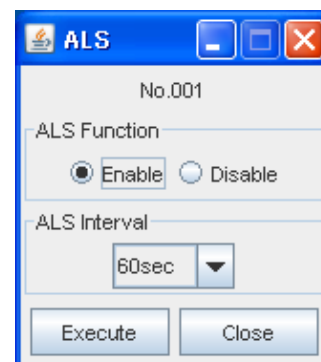 ALS
No.001
ALS Function
Enable Disable
ALS Interval
60sec
Execute Close